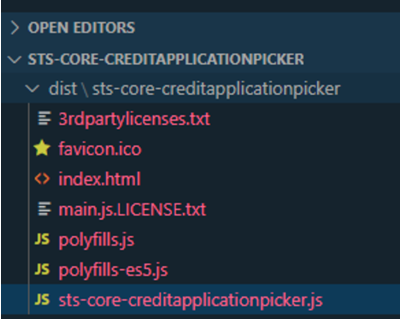 OPEN EDITORS
STS-CORE-CREDITAPPLICATIONPICKER
dist \ sts-core-creditapplicationpicker
3rdpartylicenses.txt
favicon.ico
<> index.html
main.js.LICENSE.txt
JS polyfills.js
JS polyfills-es5.js
JS sts-core-creditapplicationpicker.js